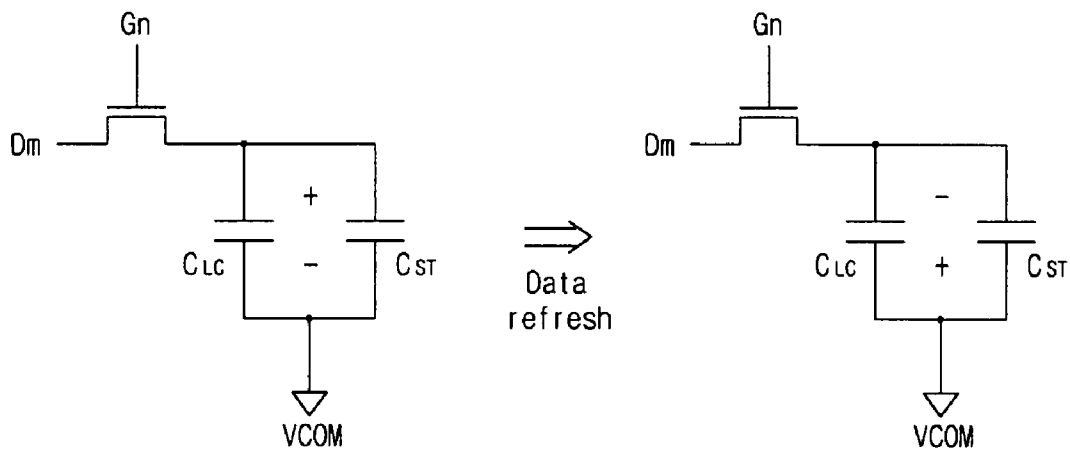 Gn
Dm
+
-
CLC
CST
VCOM
Data
refresh
Gn
Dm
-
+
CLC
CST
VCOM